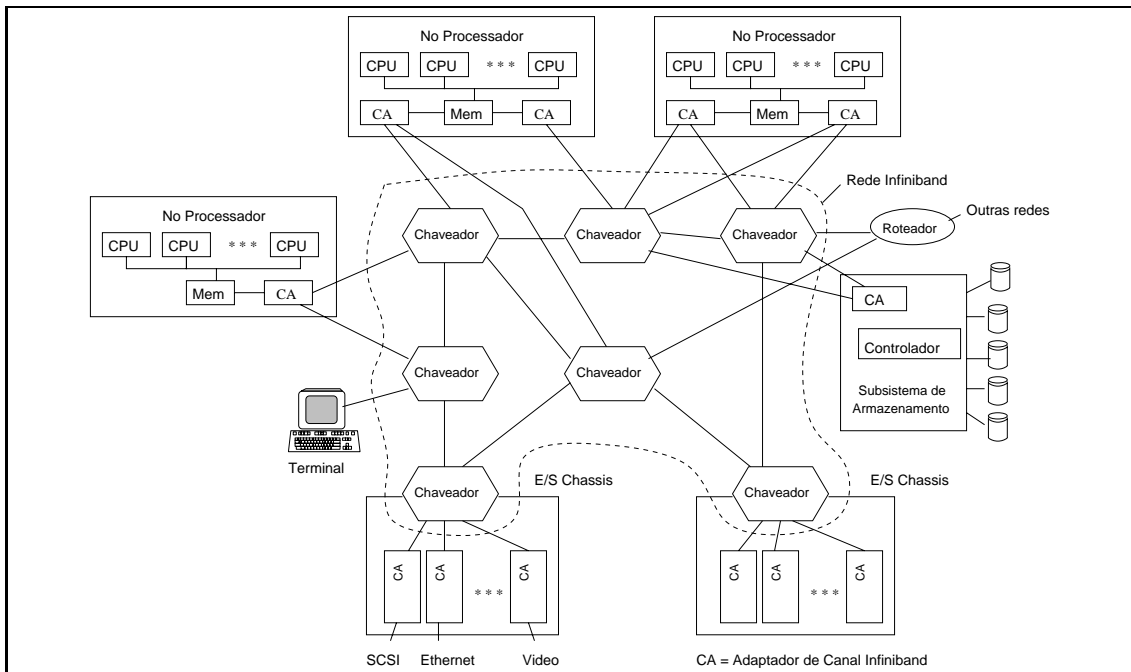 No Processador
CPU CPU * * * CPU
CA Mem CA
No Processador
CPU CPU * * * CPU
CA Mem CA
Rede Infiniband
Outras redes
No Processador
CPU CPU * * * CPU
Mem CA
Chaveador
Chaveador
Chaveador
Roteador
CA
Controlador
Subsistema de
Armazenamento
Chaveador
Chaveador
Terminal
Chaveador
E/S Chassis
Chaveador
E/S Chassis
CA CA * * * CA
CA CA * * * CA
SCSI Ethernet Video
CA = Adaptador de Canal Infiniband